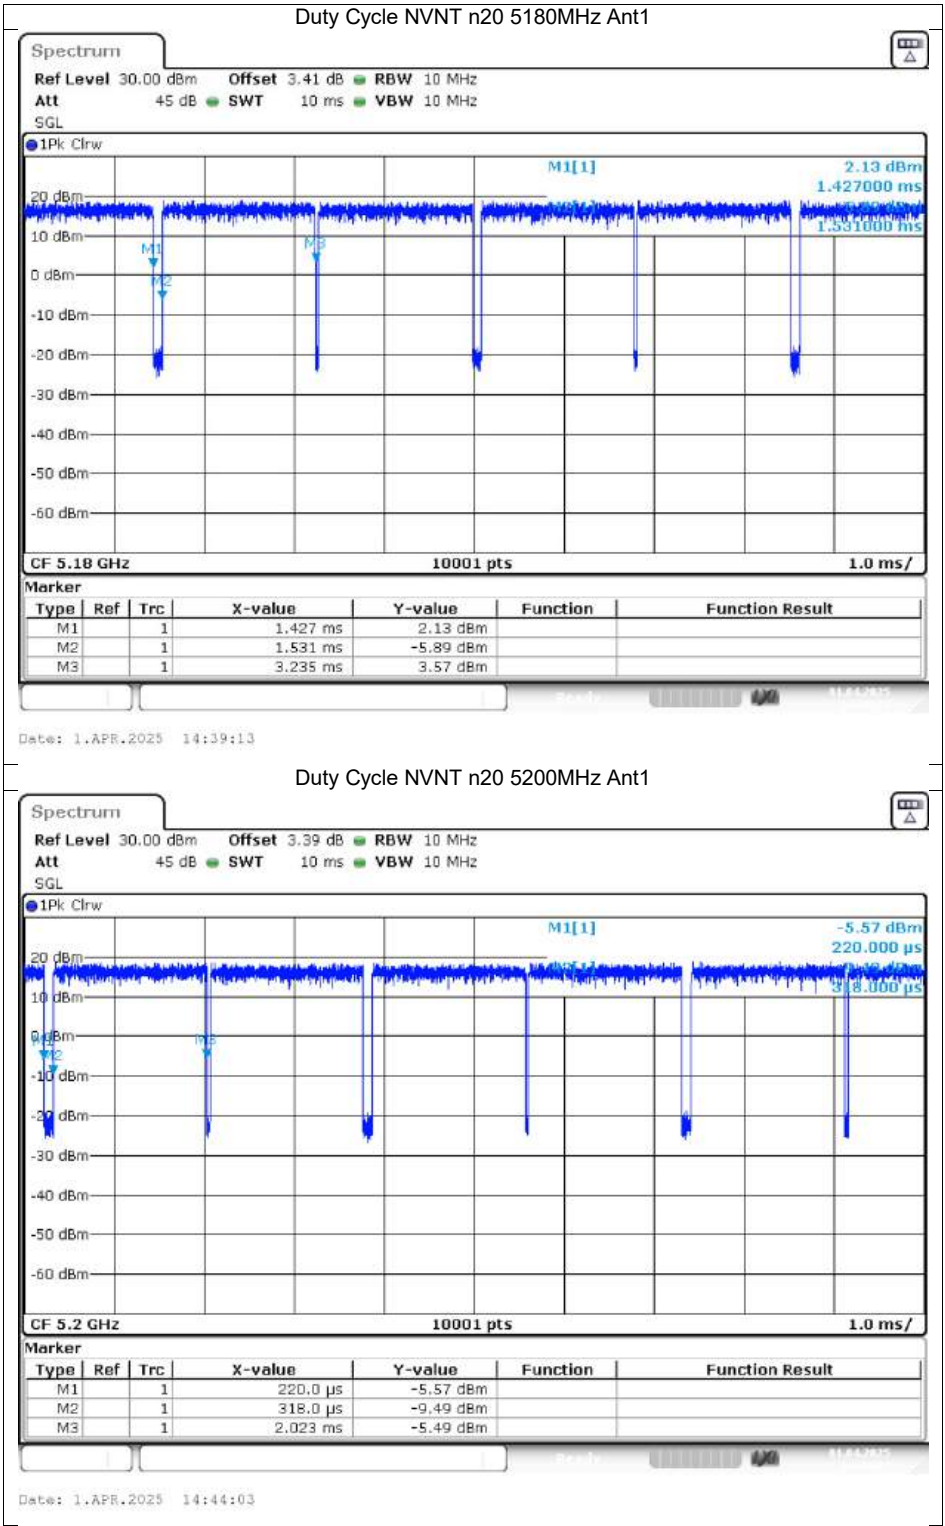 Duty Cycle NVNT n20 5180MHz Ant1
Spectrum
Ref Level 30.00 dBm Offset 3.41 dB RBW 10 MHz
Att 45 dB SWT 10 ms VBW 10 MHz
SGL
1Pk Clrw
M1[1] 2.13 dBm
1.427000 ms
20 dBm
1.531000 ms
10 dBm
M1
M3
0 dBm
M2
-10 dBm
-20 dBm
-30 dBm
-40 dBm
-50 dBm
-60 dBm
CF 5.18 GHz 10001 pts 1.0 ms/
Marker
Type Ref Trc X-value Y-value Function Function Result
M1 1 1.427 ms 2.13 dBm
M2 1 1.531 ms -5.89 dBm
M3 1 3.235 ms 3.57 dBm
Date: 1.APR.2025 14:39:13
Duty Cycle NVNT n20 5200MHz Ant1
Spectrum
Ref Level 30.00 dBm Offset 3.39 dB RBW 10 MHz
Att 45 dB SWT 10 ms VBW 10 MHz
SGL
1Pk Clrw
M1[1] -5.57 dBm
220.000 µs
20 dBm
318.000 µs
10 dBm
0 dBm
M3
M2
-10 dBm
-20 dBm
-30 dBm
-40 dBm
-50 dBm
-60 dBm
CF 5.2 GHz 10001 pts 1.0 ms/
Marker
Type Ref Trc X-value Y-value Function Function Result
M1 1 220.0 µs -5.57 dBm
M2 1 318.0 µs -9.49 dBm
M3 1 2.023 ms -5.49 dBm
Date: 1.APR.2025 14:44:03